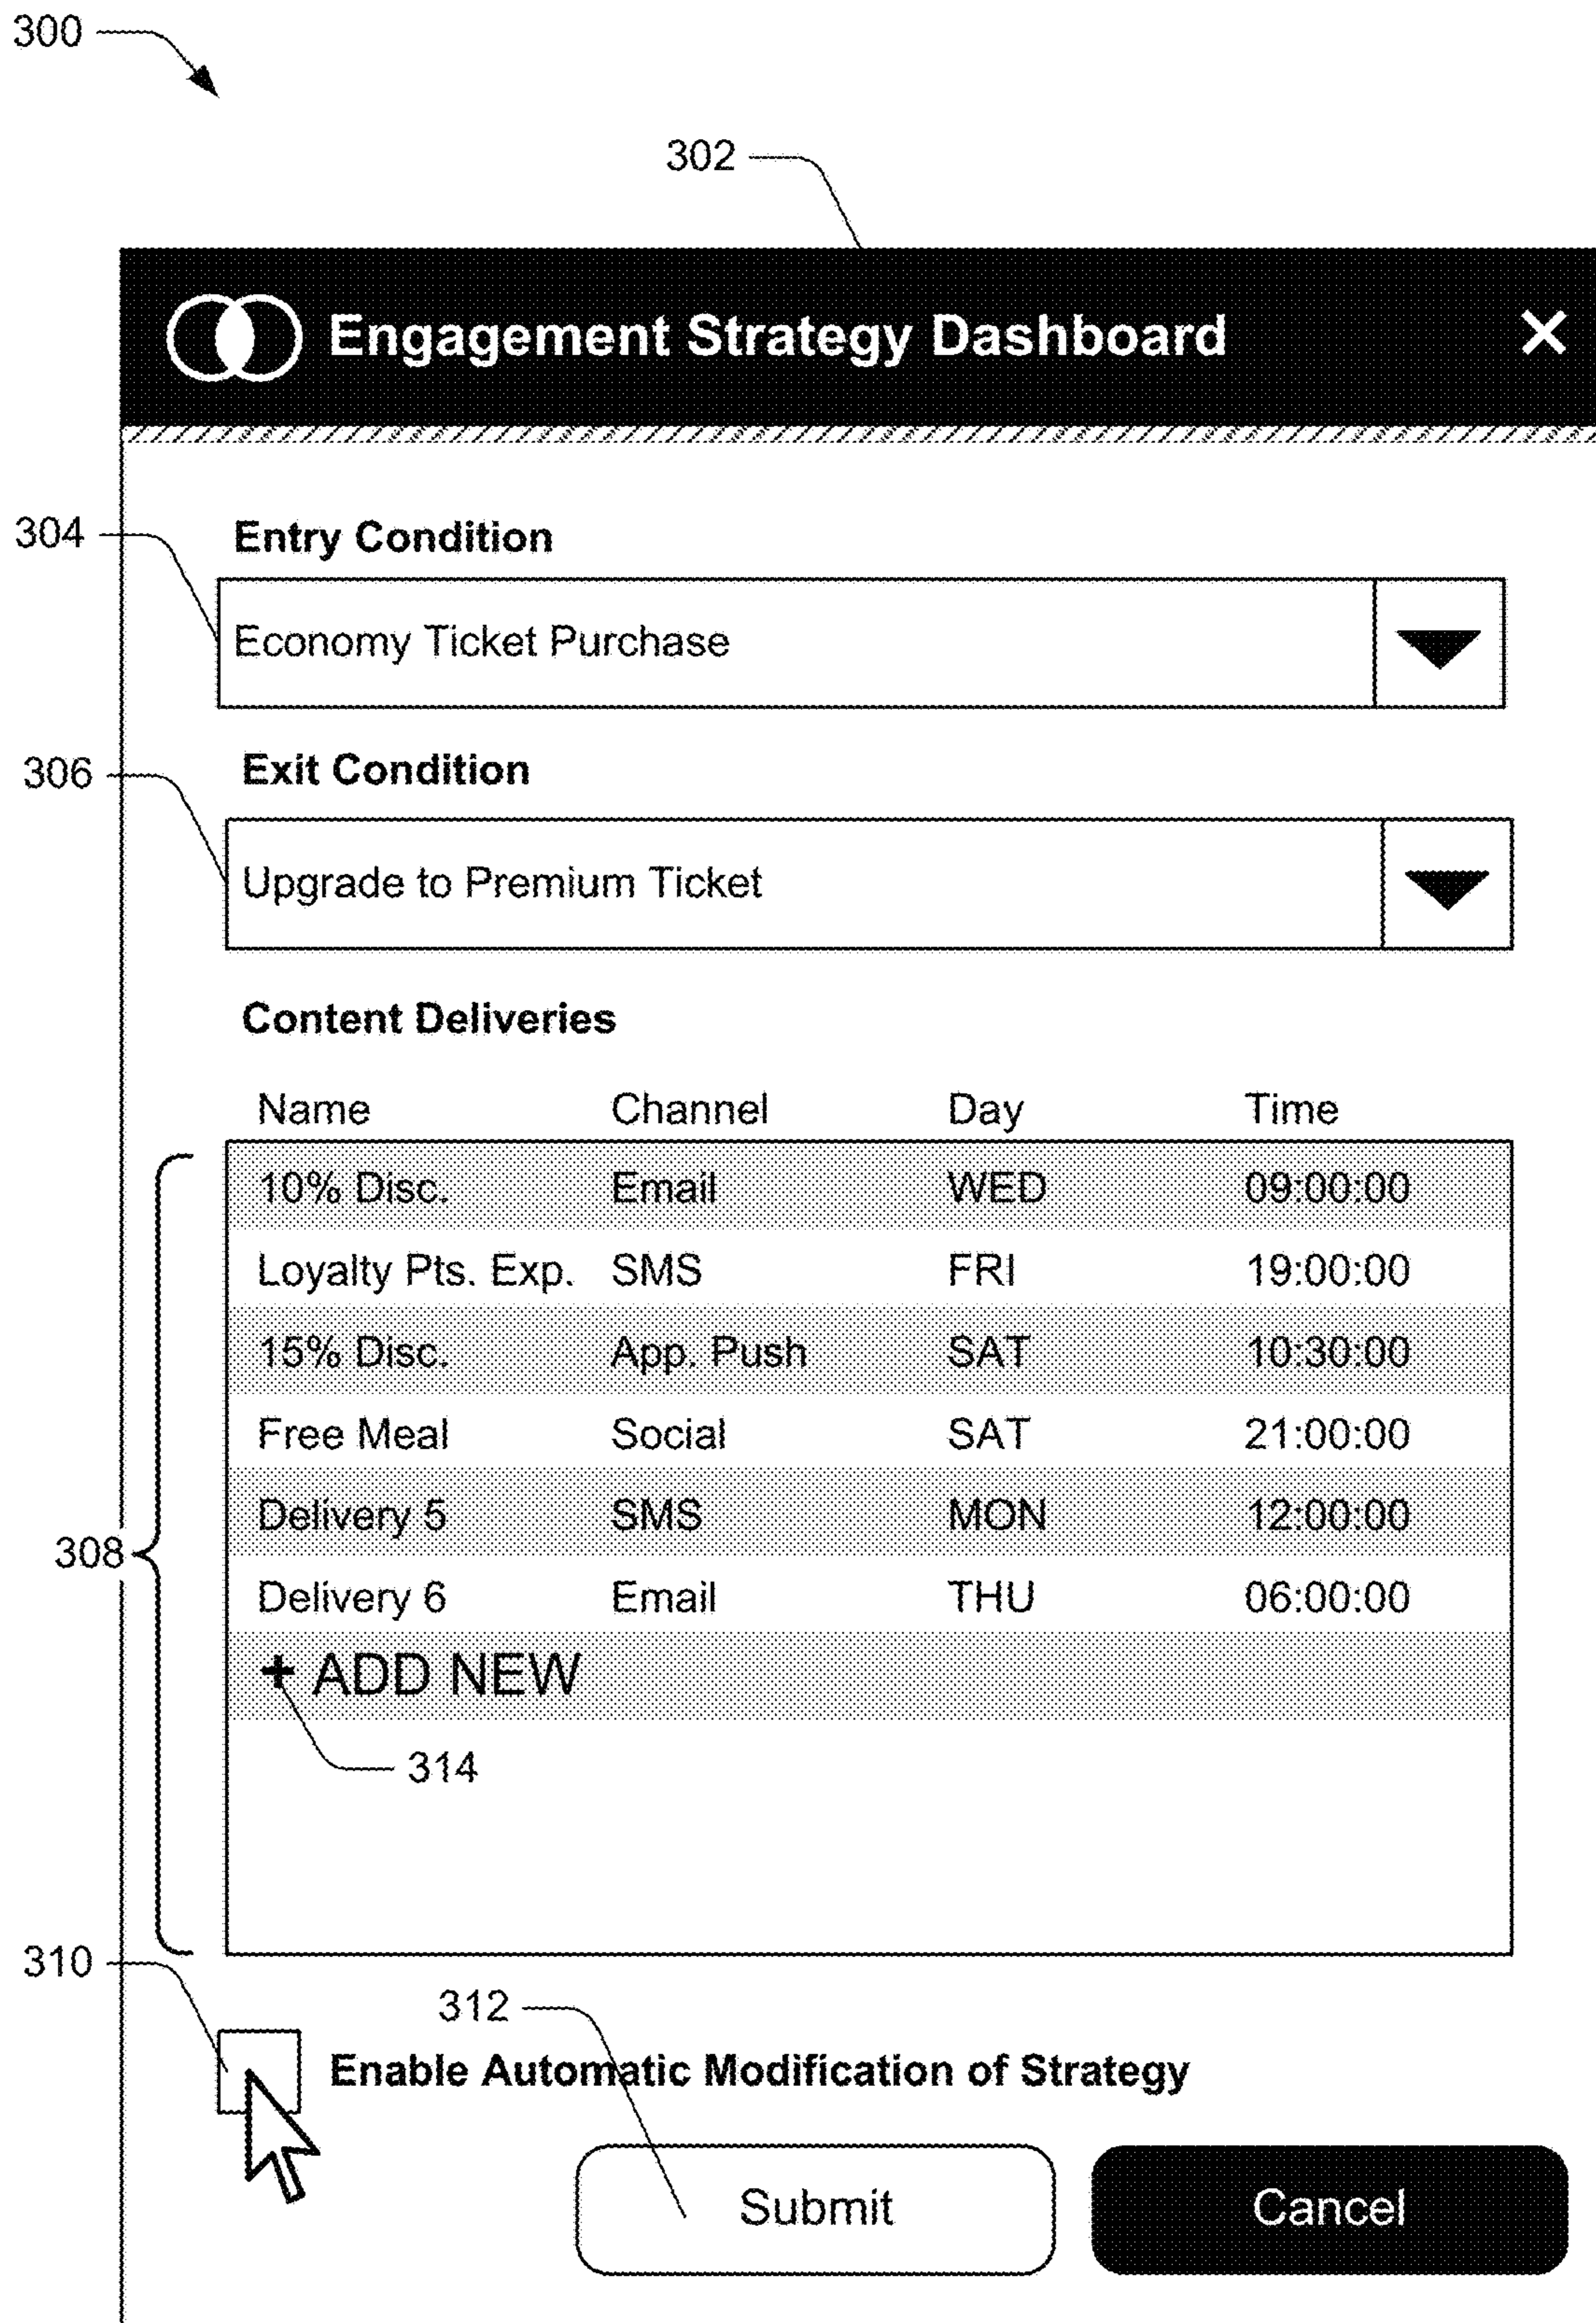 300
302
Engagement Strategy Dashboard ✕
304
Entry Condition
Economy Ticket Purchase
306
Exit Condition
Upgrade to Premium Ticket
Content Deliveries
Name Channel Day Time
10% Disc. Email WED 09:00:00
Loyalty Pts. Exp. SMS FRI 19:00:00
15% Disc. App. Push SAT 10:30:00
Free Meal Social SAT 21:00:00
Delivery 5 SMS MON 12:00:00
308
Delivery 6 Email THU 06:00:00
+ ADD NEW
314
310
312
Enable Automatic Modification of Strategy
Submit Cancel